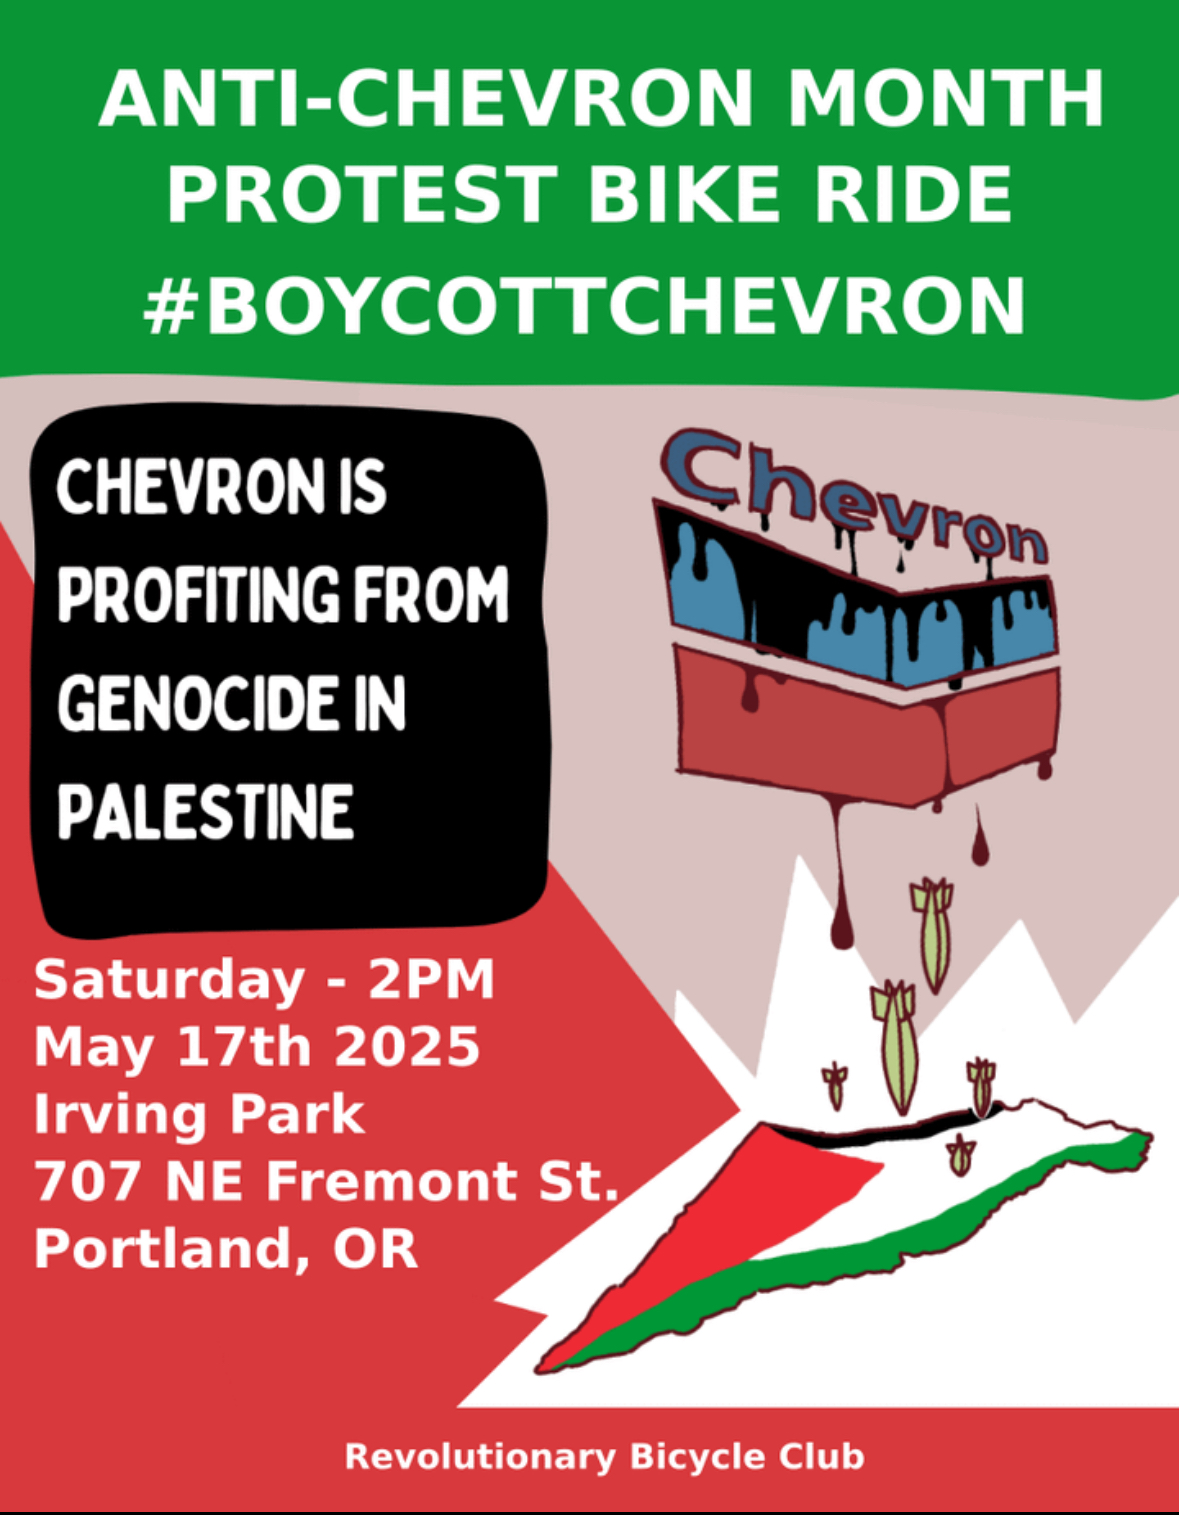 ANTI-CHEVRON MONTH
PROTEST BIKE RIDE
#BOYCOTTCHEVRON
CHEVRON IS
PROFITING FROM
GENOCIDE IN
PALESTINE
Chevron
Saturday - 2PM
May 17th 2025
Irving Park
707 NE Fremont St.
Portland, OR
Revolutionary Bicycle Club